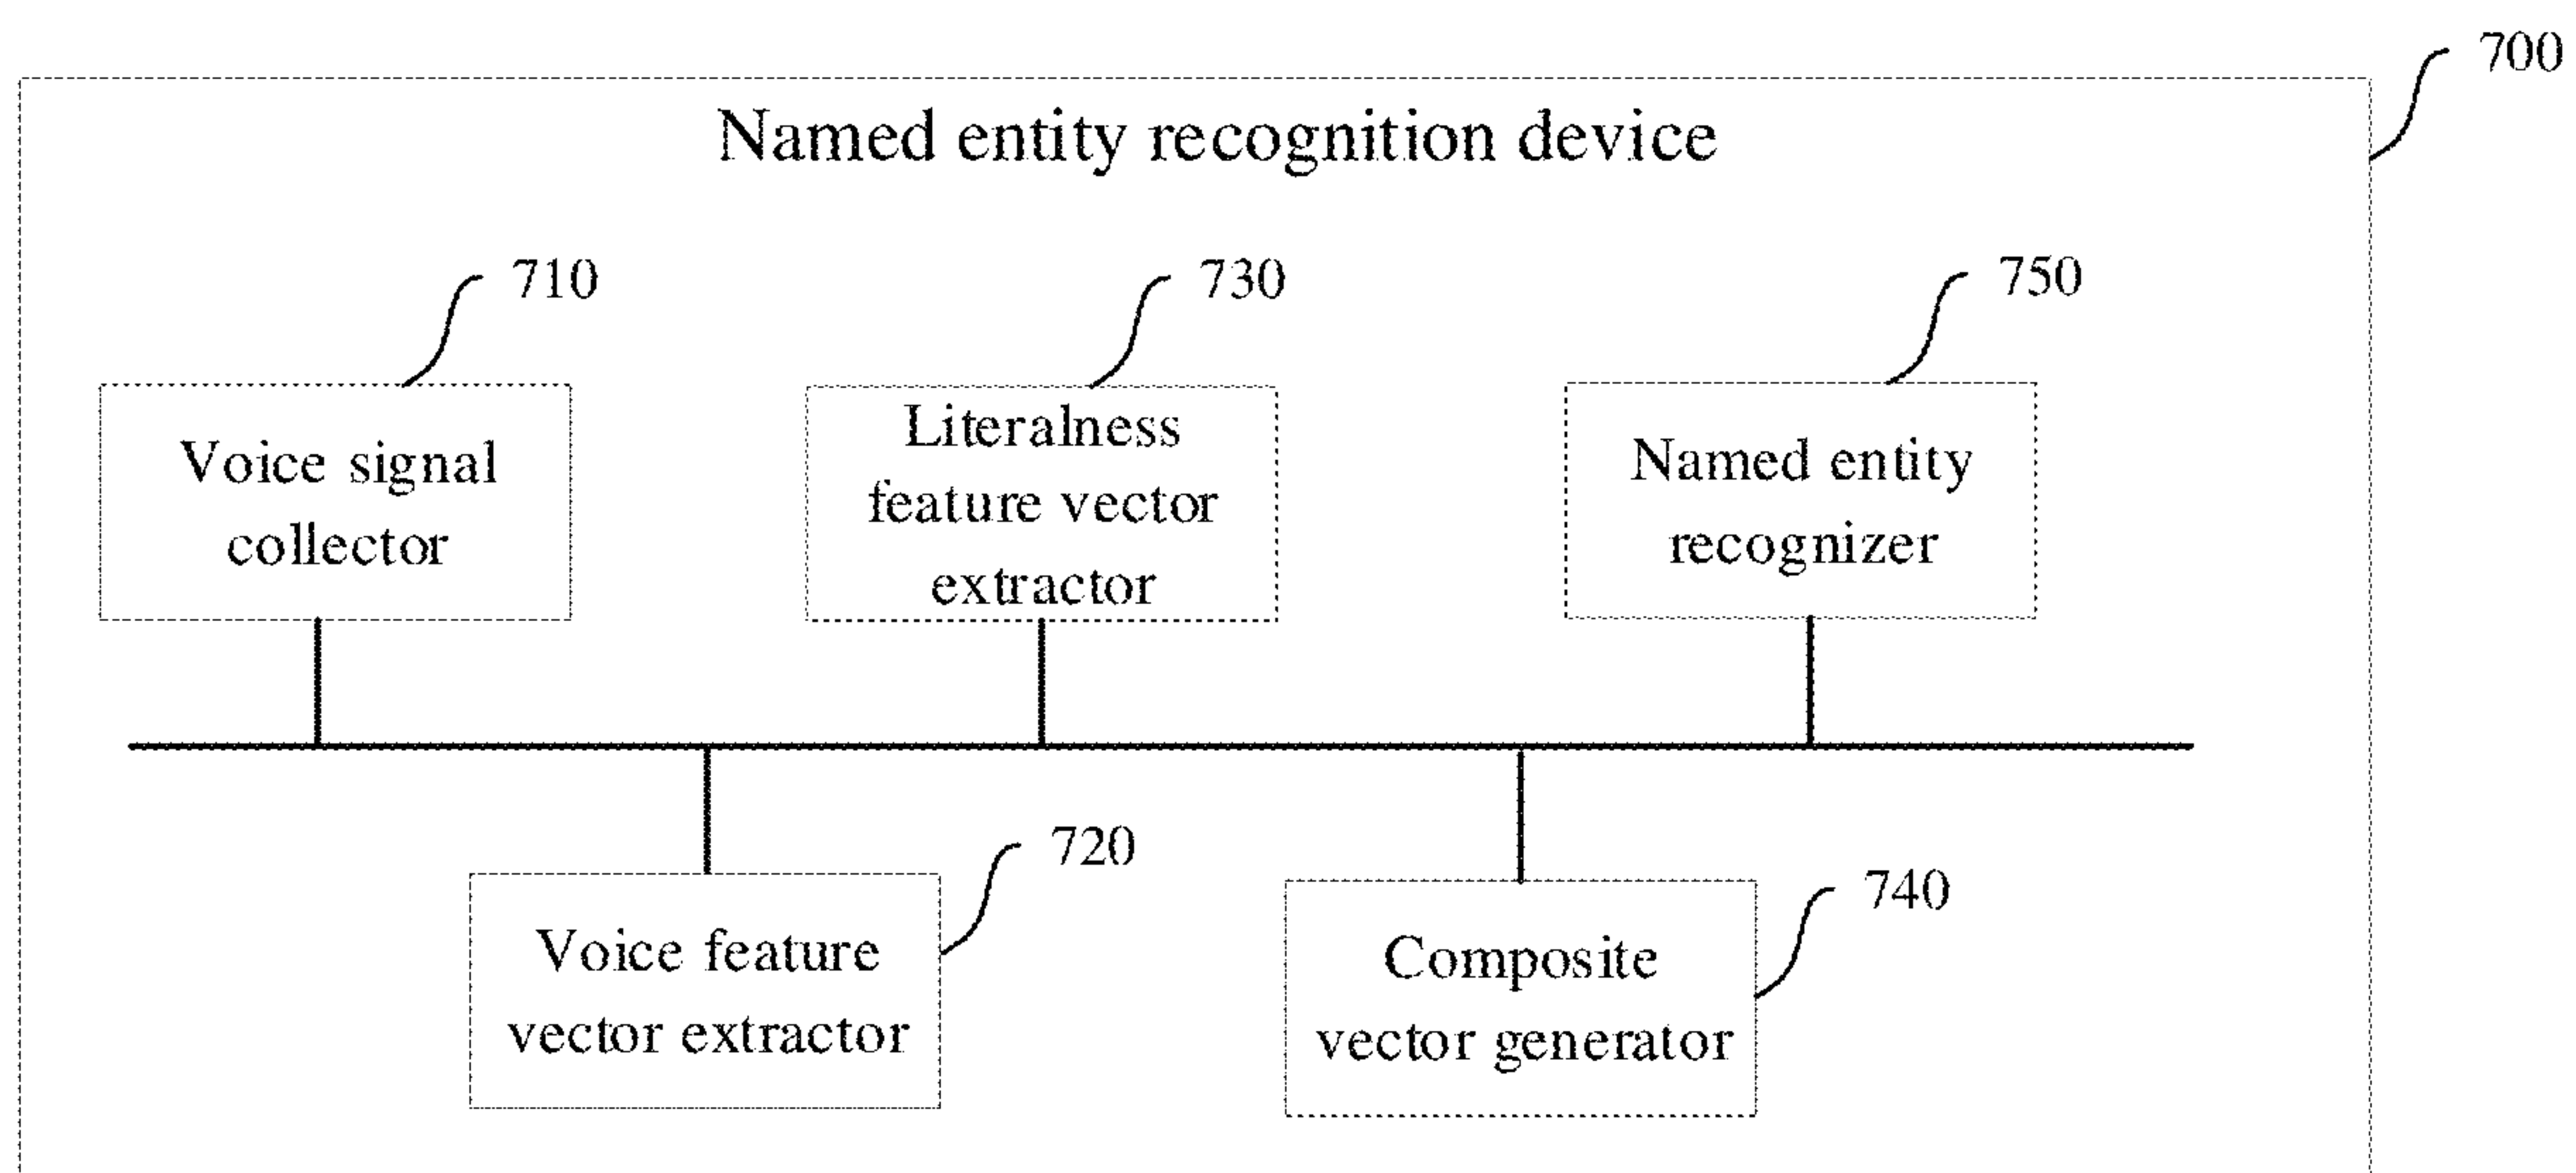 700
Named entity recognition device
710
730
750
Voice signal
collector
Literalness
feature vector
extractor
Named entity
recognizer
720
740
Voice feature
vector extractor
Composite
vector generator